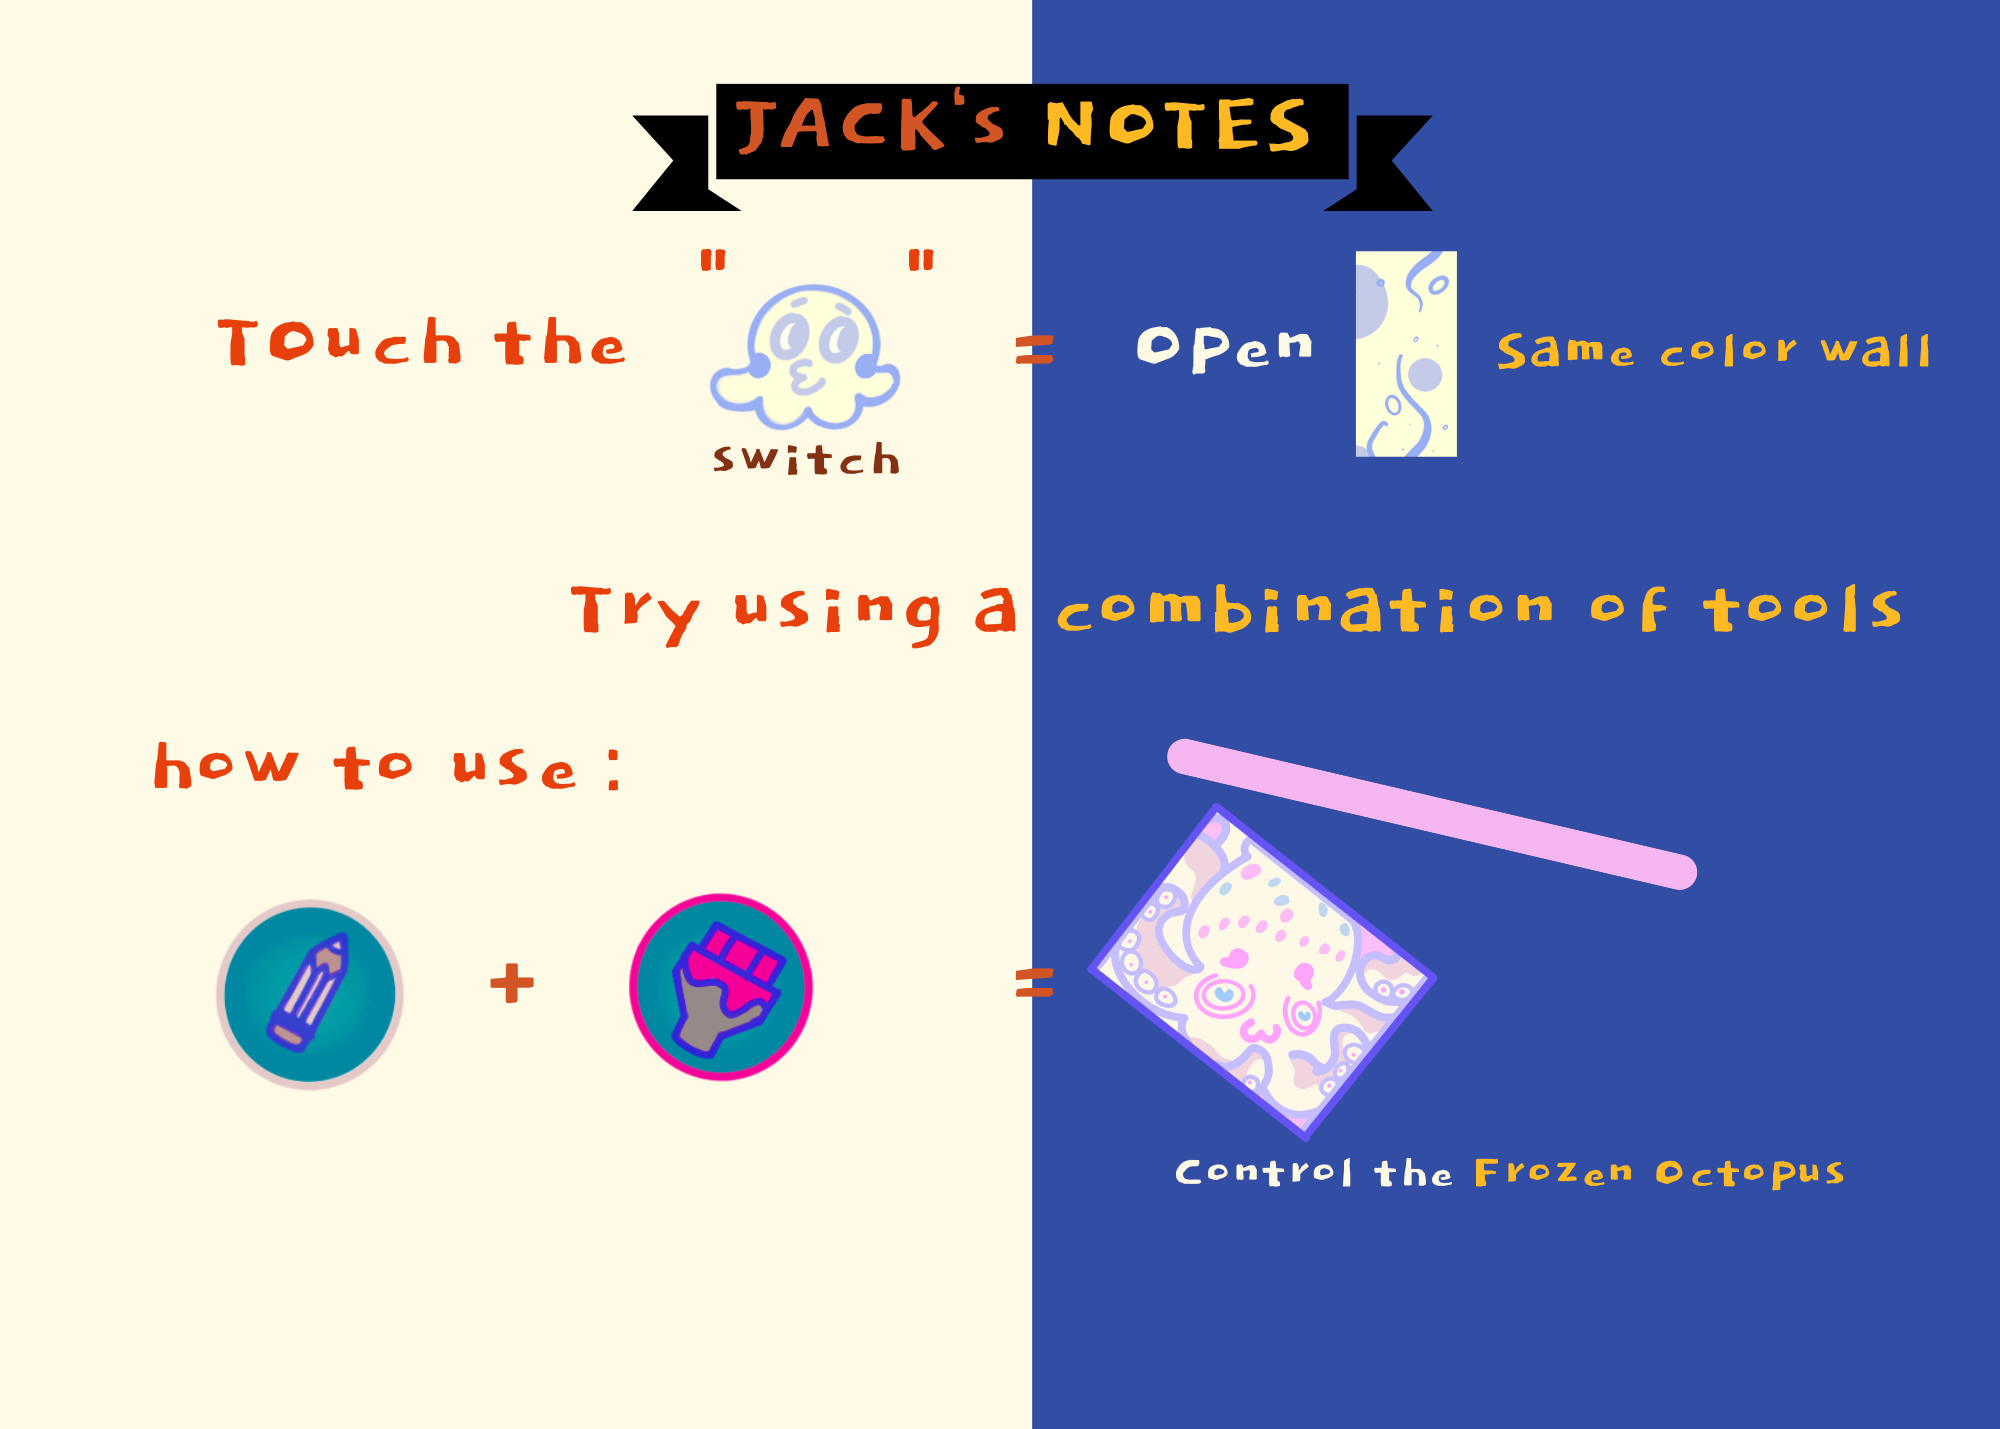 JACK's NOTES
Touch the " " = Open Same color wall
switch
Try using a combination of tools
how to use :
+ =
Control the Frozen Octopus